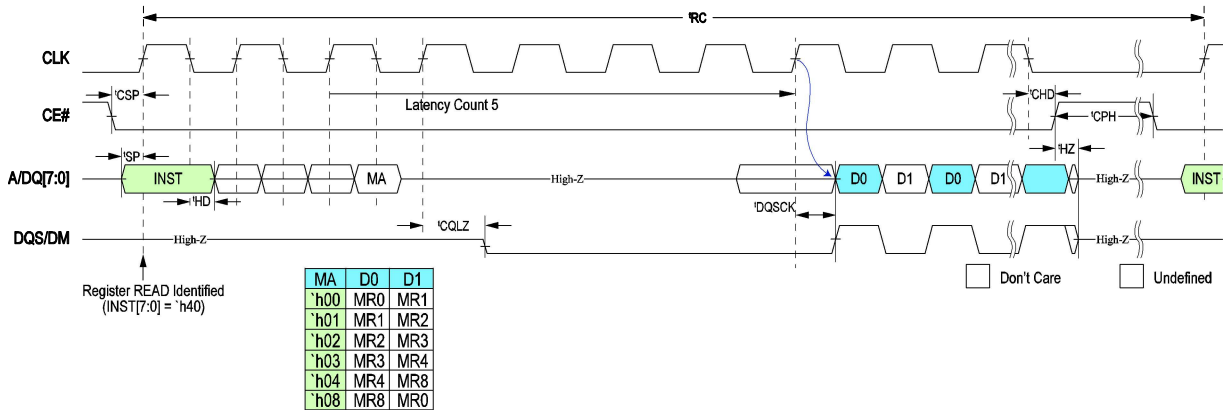 tRC
CLK
tCSP
Latency Count 5
tCHD
CE#
tCPH
tSP
tHZ
A/DQ[7:0]
INST
MA
High-Z
D0
D1
D0
D1
High-Z
INST
tHD
tDQSCK
tCQLZ
DQS/DM
High-Z
High-Z
Register READ Identified
(INST[7:0] = `h40)
MA D0 D1
`h00 MR0 MR1
`h01 MR1 MR2
`h02 MR2 MR3
`h03 MR3 MR4
`h04 MR4 MR8
`h08 MR8 MR0
Don't Care
Undefined